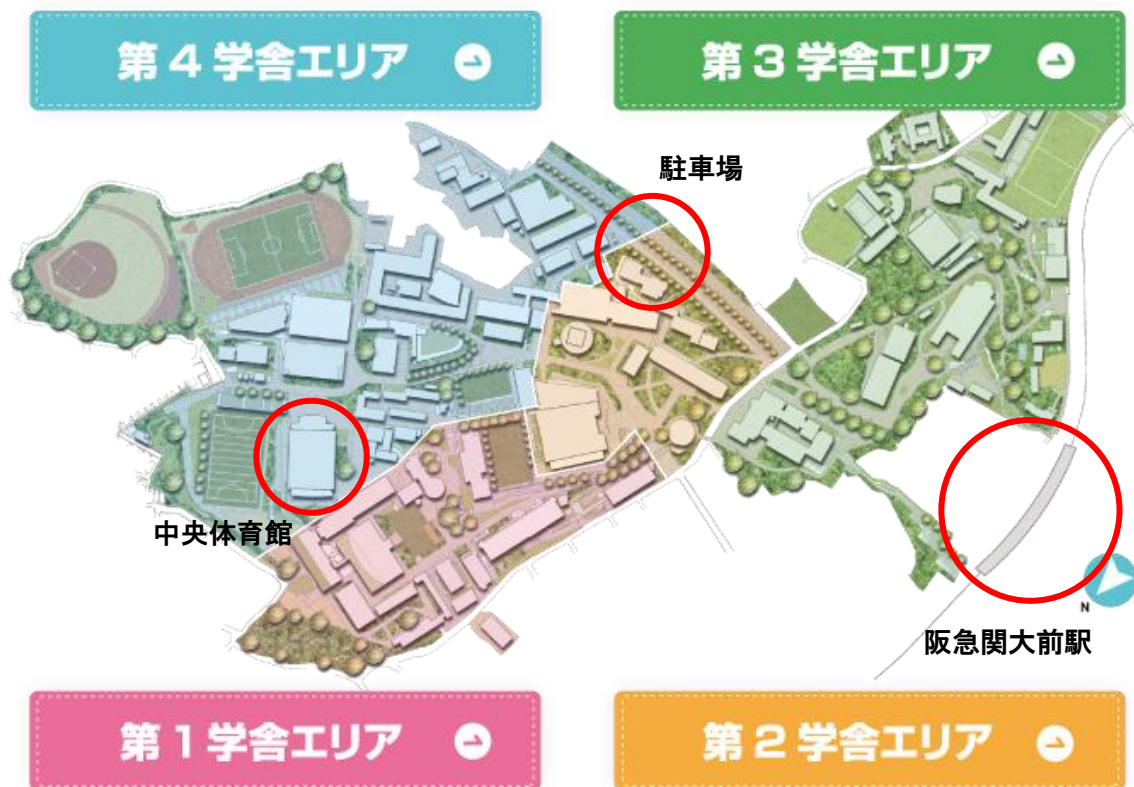 第4学舎エリア
第3学舎エリア
駐車場
中央体育館
N
阪急関大前駅
第1学舎エリア
第2学舎エリア